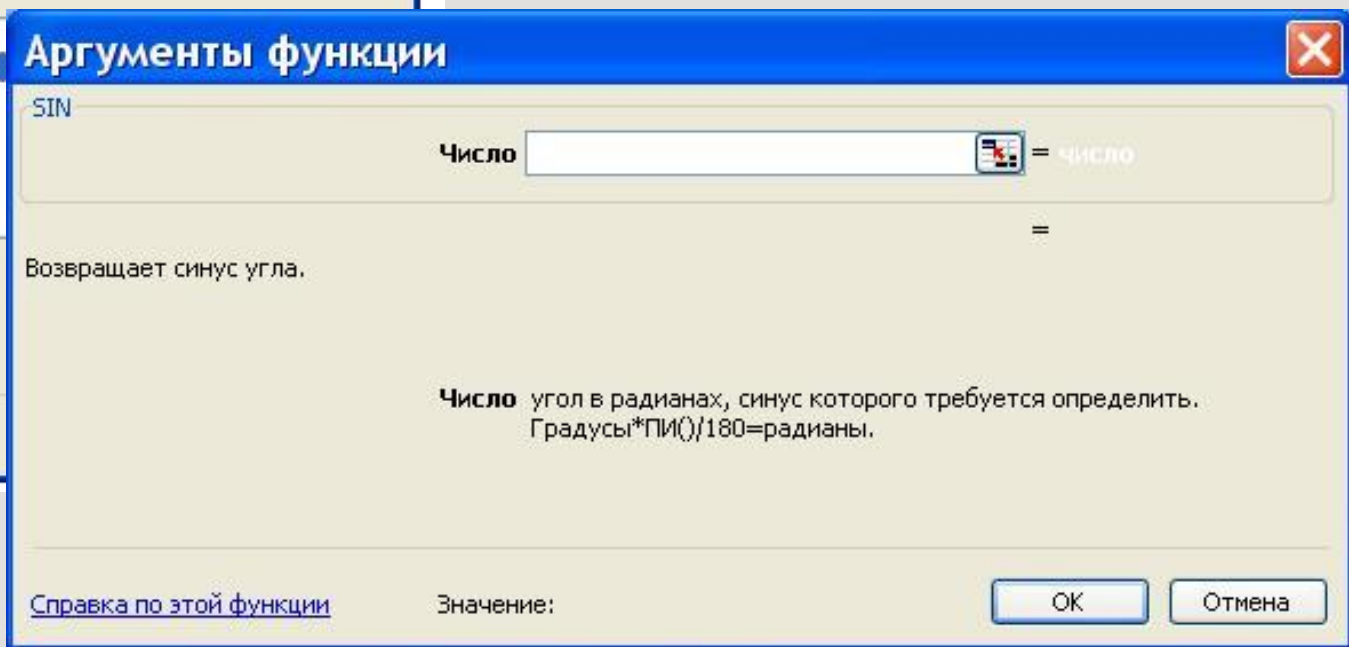 Аргументы функции
SIN
Число = число
=
Возвращает синус угла.
Число угол в радианах, синус которого требуется определить.
Градусы*ПИ()/180=радианы.
Справка по этой функции Значение: ОК Отмена